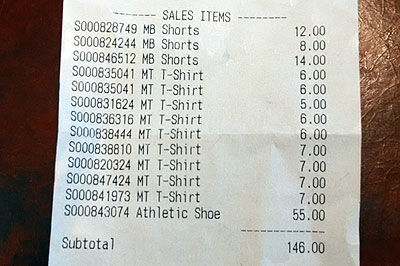 -------- SALES ITEMS --------
S000828749 MB Shorts 12.00
S000824244 MB Shorts 8.00
S000846512 MB Shorts 14.00
S000835041 MT T-Shirt 6.00
S000835041 MT T-Shirt 6.00
S000831624 MT T-Shirt 5.00
S000836316 MT T-Shirt 6.00
S000838444 MT T-Shirt 6.00
S000838810 MT T-Shirt 7.00
S000820324 MT T-Shirt 7.00
S000847424 MT T-Shirt 7.00
S000841973 MT T-Shirt 7.00
S000843074 Athletic Shoe 55.00
-------------
Subtotal 146.00